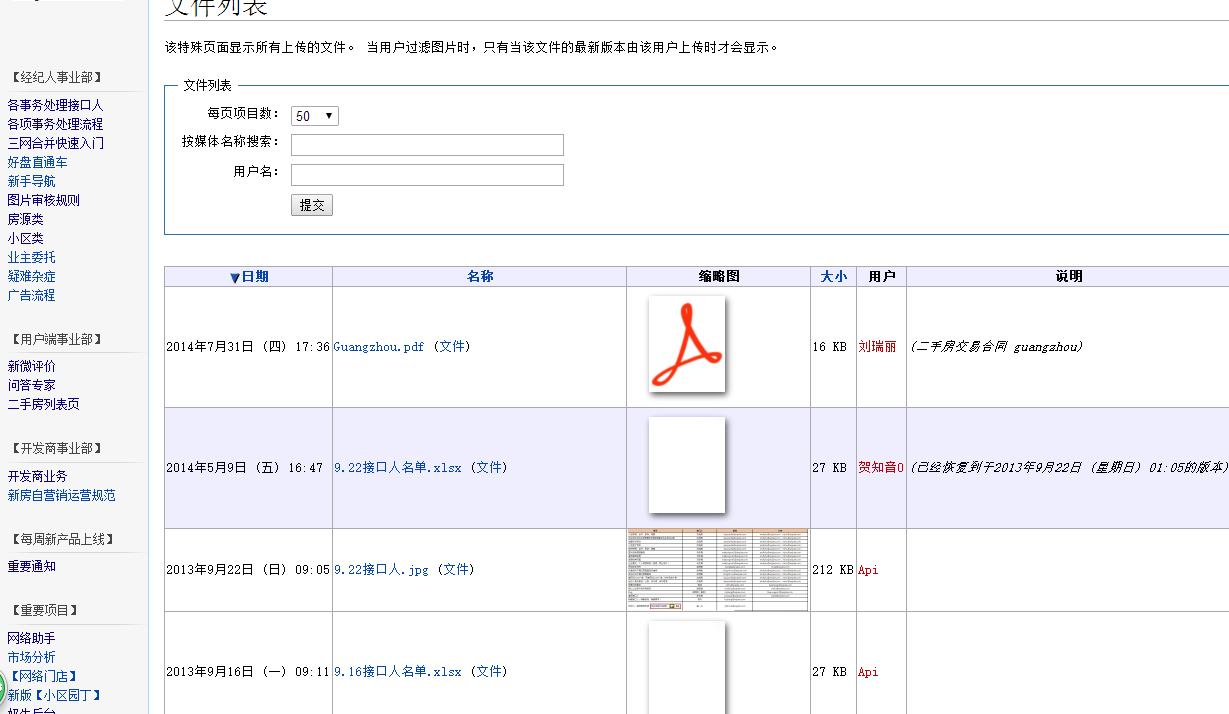 文件列表
该特殊页面显示所有上传的文件。 当用户过滤图片时，只有当该文件的最新版本由该用户上传时才会显示。
【经纪人事业部】
各事务处理接口人
各项事务处理流程
三网合并快速入门
好盘直通车
新手导航
图片审核规则
房源类
小区类
业主委托
疑难杂症
广告流程
【用户端事业部】
新微评价
问答专家
二手房列表页
【开发商事业部】
开发商业务
新房自营销运营规范
【每周新产品上线】
重要通知
【重要项目】
网络助手
市场分析
【网络门店】
新版【小区园丁】
文件列表
每页项目数： 50
按媒体名称搜索：
用户名：
提交
日期 名称 缩略图 大小 用户 说明
2014年7月31日 (四) 17:36 Guangzhou.pdf (文件) 16 KB 刘瑞丽 (二手房交易合同 guangzhou)
2014年5月9日 (五) 16:47 9.22接口人名单.xlsx (文件) 27 KB 贺知音0 (已经恢复到于2013年9月22日 (星期日) 01:05的版本)
2013年9月22日 (日) 09:05 9.22接口人.jpg (文件) 212 KB Api
2013年9月16日 (一) 09:11 9.16接口人名单.xlsx (文件) 27 KB Api